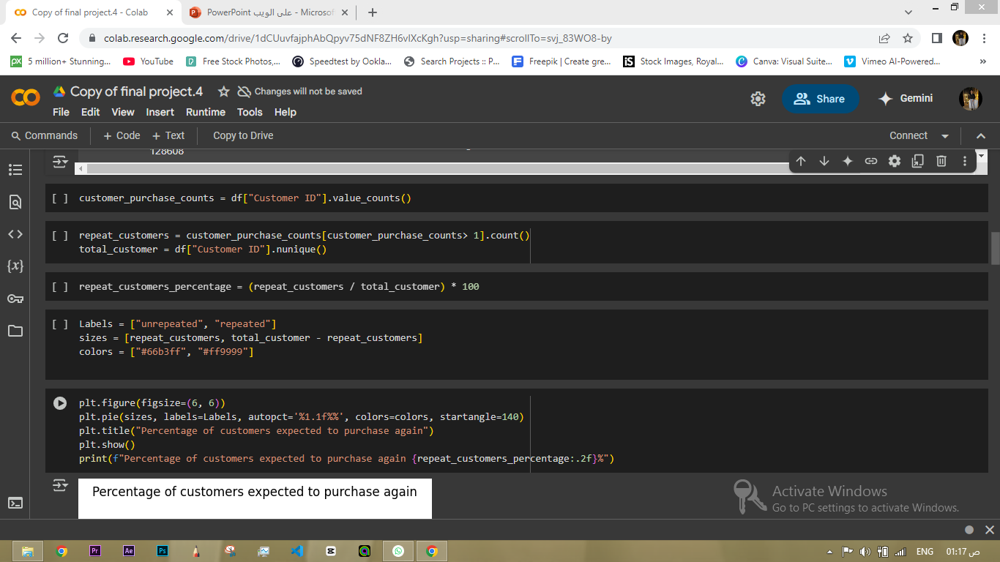 Copy of final project.4 - Colab
PowerPoint على الويب - Microsof
colab.research.google.com/drive/1dCUuvfajphAbQpyv75dNF8ZH6vIXcKgh?usp=sharing#scrollTo=svj_83WO8-by
5 million+ Stunning...
YouTube
Free Stock Photos,...
Speedtest by Ookla...
Search Projects :: P...
Freepik | Create gre...
Stock Images, Royal...
Canva: Visual Suite...
Vimeo AI-Powered...
Copy of final project.4
Changes will not be saved
Share
Gemini
File Edit View Insert Runtime Tools Help
Commands + Code + Text Copy to Drive
Connect
128608
[ ] customer_purchase_counts = df["Customer ID"].value_counts()
[ ] repeat_customers = customer_purchase_counts[customer_purchase_counts> 1].count()
total_customer = df["Customer ID"].nunique()
[ ] repeat_customers_percentage = (repeat_customers / total_customer) * 100
[ ] Labels = ["unrepeated", "repeated"]
sizes = [repeat_customers, total_customer - repeat_customers]
colors = ["#66b3ff", "#ff9999"]
plt.figure(figsize=(6, 6))
plt.pie(sizes, labels=Labels, autopct='%1.1f%%', colors=colors, startangle=140)
plt.title("Percentage of customers expected to purchase again")
plt.show()
print(f"Percentage of customers expected to purchase again {repeat_customers_percentage:.2f}%")
Percentage of customers expected to purchase again
Activate Windows
Go to PC settings to activate Windows.
ENG
01:17 ص